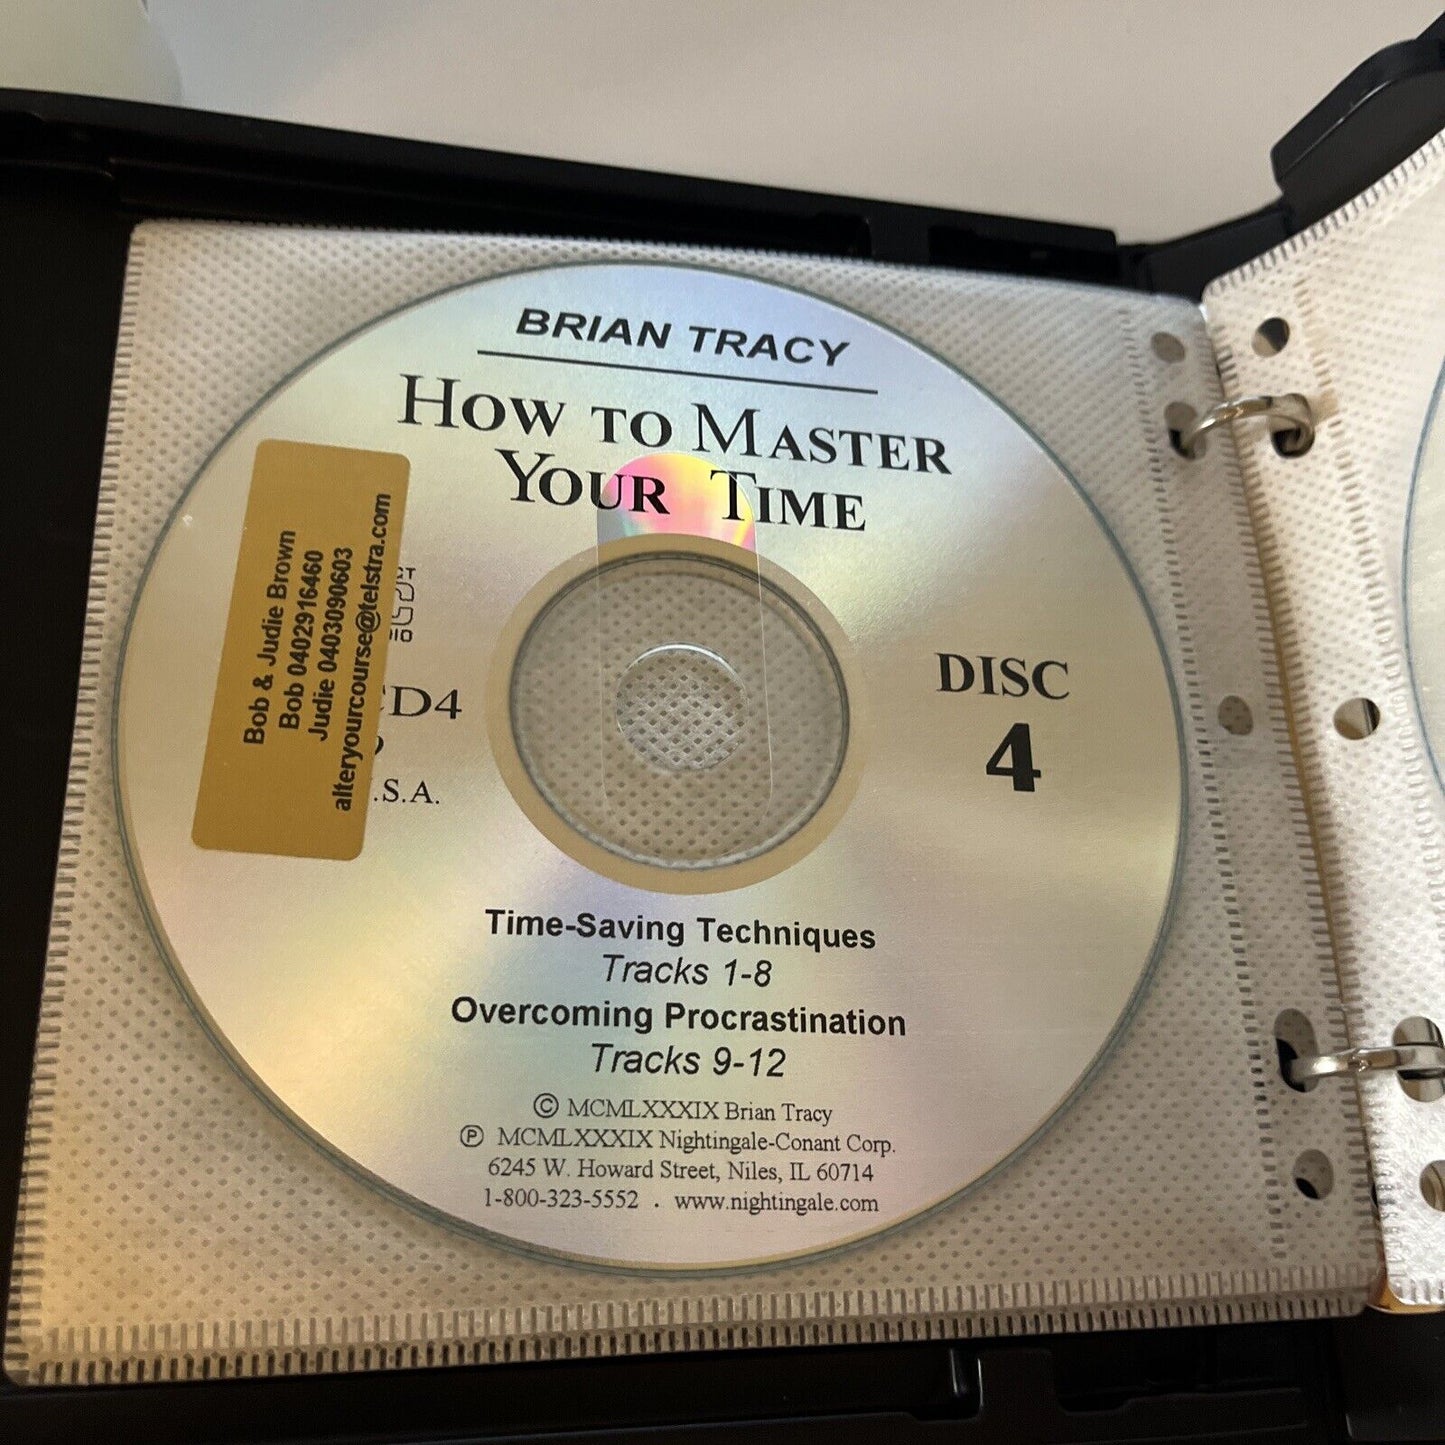 BRIAN TRACY
HOW TO MASTER
YOUR TIME
Bob & Judie Brown
Bob 0402916460
Judie 0403090603
alteryourcourse@telstra.com
CD4
.S.A.
DISC
4
Time-Saving Techniques
Tracks 1-8
Overcoming Procrastination
Tracks 9-12
© MCMLXXXIX Brian Tracy
℗ MCMLXXXIX Nightingale-Conant Corp.
6245 W. Howard Street, Niles, IL 60714
1-800-323-5552 . www.nightingale.com